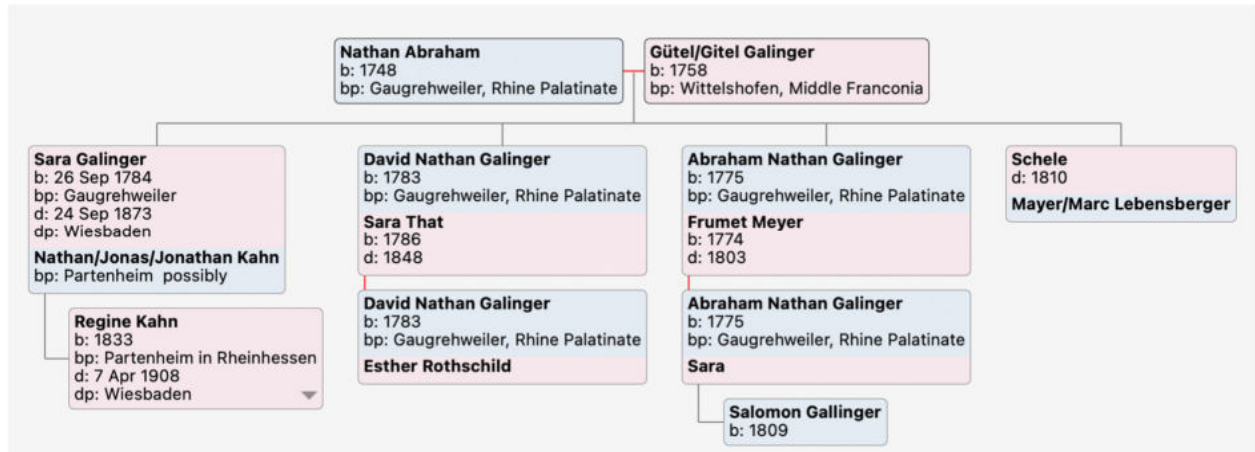 Nathan Abraham
b: 1748
bp: Gaugrehweiler, Rhine Palatinate
Gütel/Gitel Galinger
b: 1758
bp: Wittelshofen, Middle Franconia
Sara Galinger
b: 26 Sep 1784
bp: Gaugrehweiler
d: 24 Sep 1873
dp: Wiesbaden
Nathan/Jonas/Jonathan Kahn
bp: Partenheim possibly
Regine Kahn
b: 1833
bp: Partenheim in Rheinhessen
d: 7 Apr 1908
dp: Wiesbaden
David Nathan Galinger
b: 1783
bp: Gaugrehweiler, Rhine Palatinate
Sara That
b: 1786
d: 1848
David Nathan Galinger
b: 1783
bp: Gaugrehweiler, Rhine Palatinate
Esther Rothschild
Abraham Nathan Galinger
b: 1775
bp: Gaugrehweiler, Rhine Palatinate
Frumet Meyer
b: 1774
d: 1803
Abraham Nathan Galinger
b: 1775
bp: Gaugrehweiler, Rhine Palatinate
Sara
Salomon Gallinger
b: 1809
Schele
d: 1810
Mayer/Marc Lebensberger